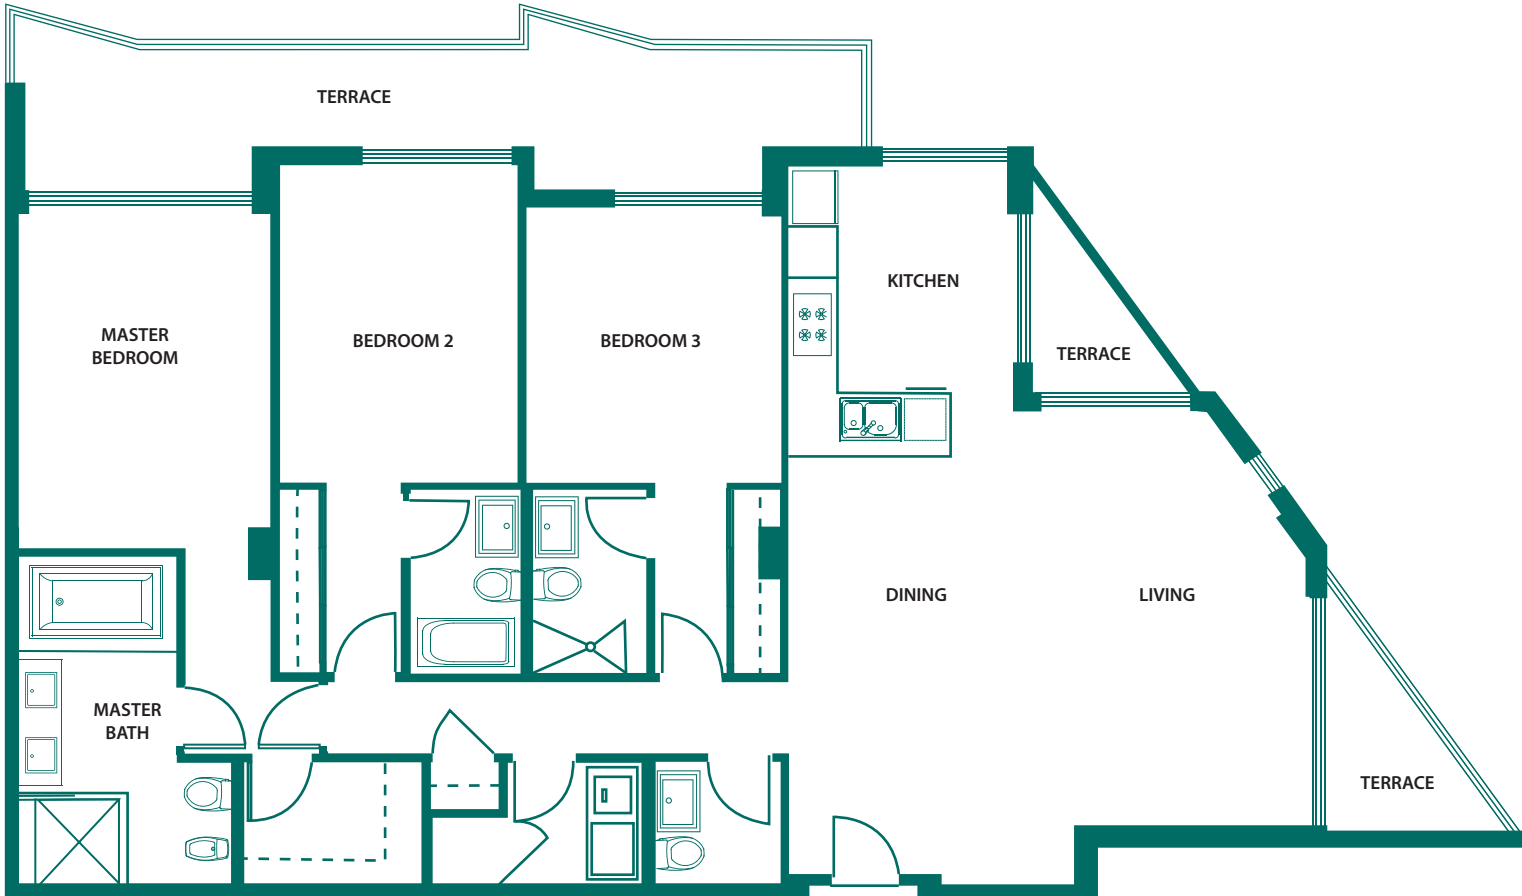 TERRACE
KITCHEN
MASTER
BEDROOM
BEDROOM 2
BEDROOM 3
TERRACE
DINING
LIVING
MASTER
BATH
TERRACE